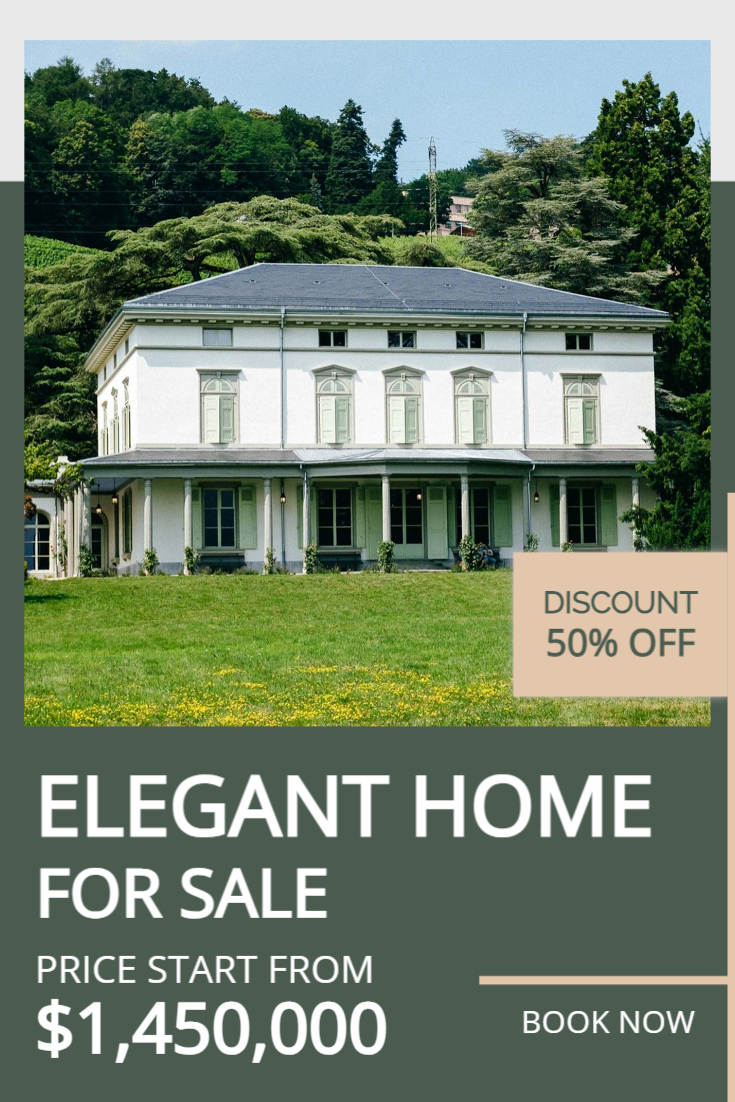 DISCOUNT
50% OFF
ELEGANT HOME
FOR SALE
PRICE START FROM
$1,450,000
BOOK NOW